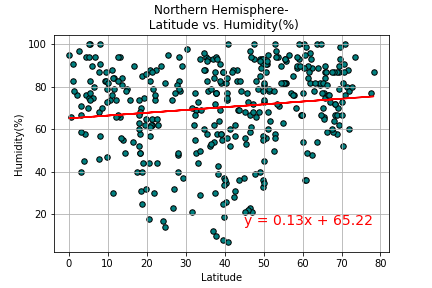 Northern Hemisphere-
Latitude vs. Humidity(%)
100
80
60
40
20
Humidity(%)
y = 0.13x + 65.22
0
10
20
30
40
50
60
70
80
Latitude